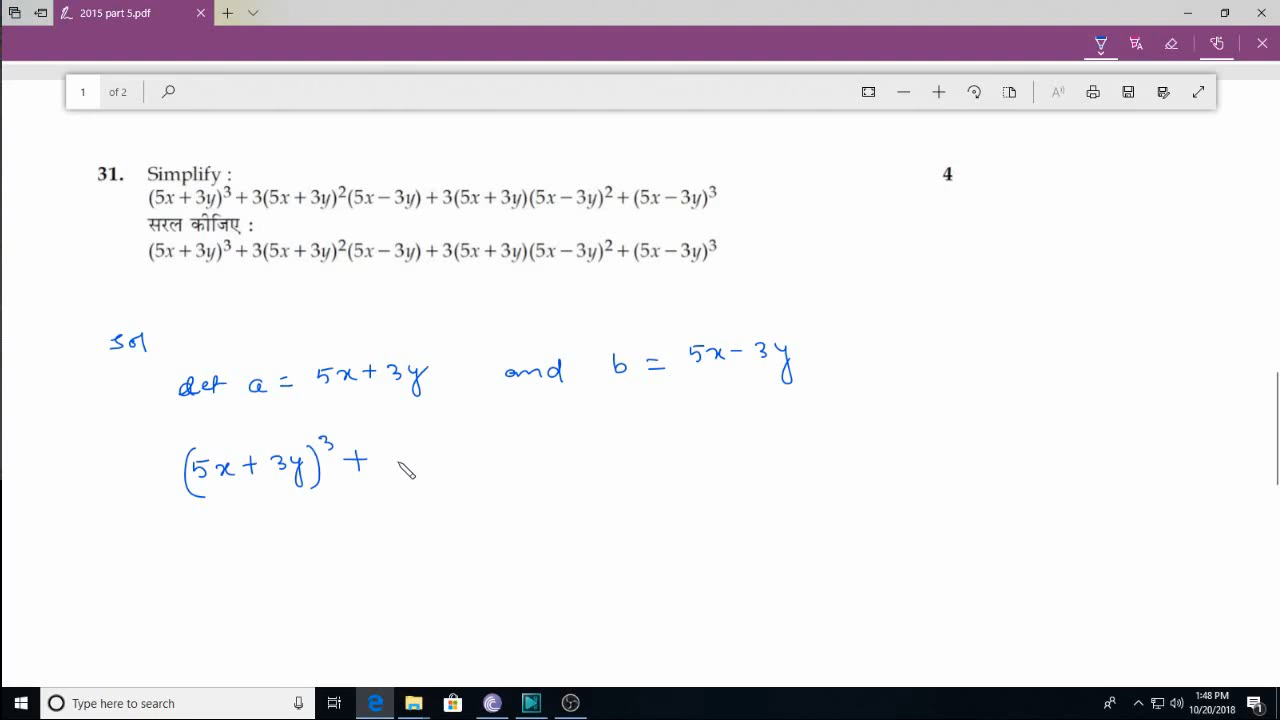 2015 part 5.pdf
1 of 2
31. Simplify : 4
(5x + 3y)³ + 3(5x + 3y)²(5x − 3y) + 3(5x + 3y)(5x − 3y)² + (5x − 3y)³
सरल कीजिए :
(5x + 3y)³ + 3(5x + 3y)²(5x − 3y) + 3(5x + 3y)(5x − 3y)² + (5x − 3y)³
Sol
Let a = 5x + 3y and b = 5x − 3y
(5x + 3y)³ +
Type here to search
1:48 PM
10/20/2018